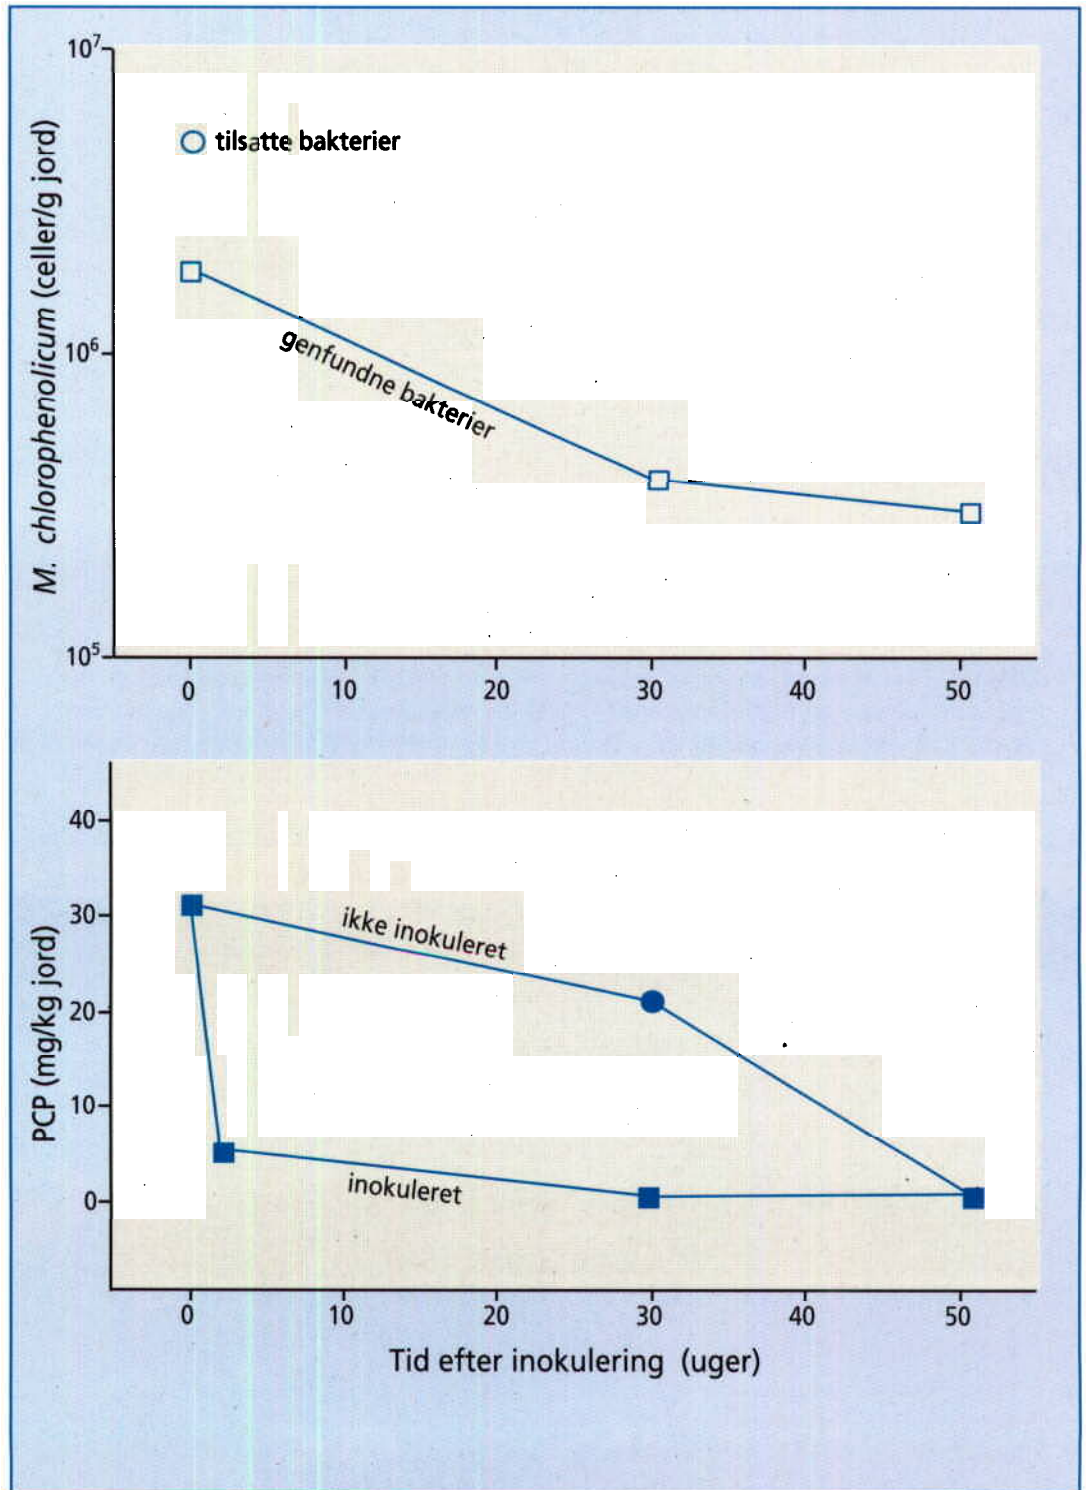 10⁷
tilsatte bakterier
M. chlorophenolicum (celler/g jord)
10⁶
genfundne bakterier
10⁵
0 10 20 30 40 50
40
30
ikke inokuleret
20
PCP (mg/kg jord)
10
inokuleret
0
0 10 20 30 40 50
Tid efter inokulering (uger)